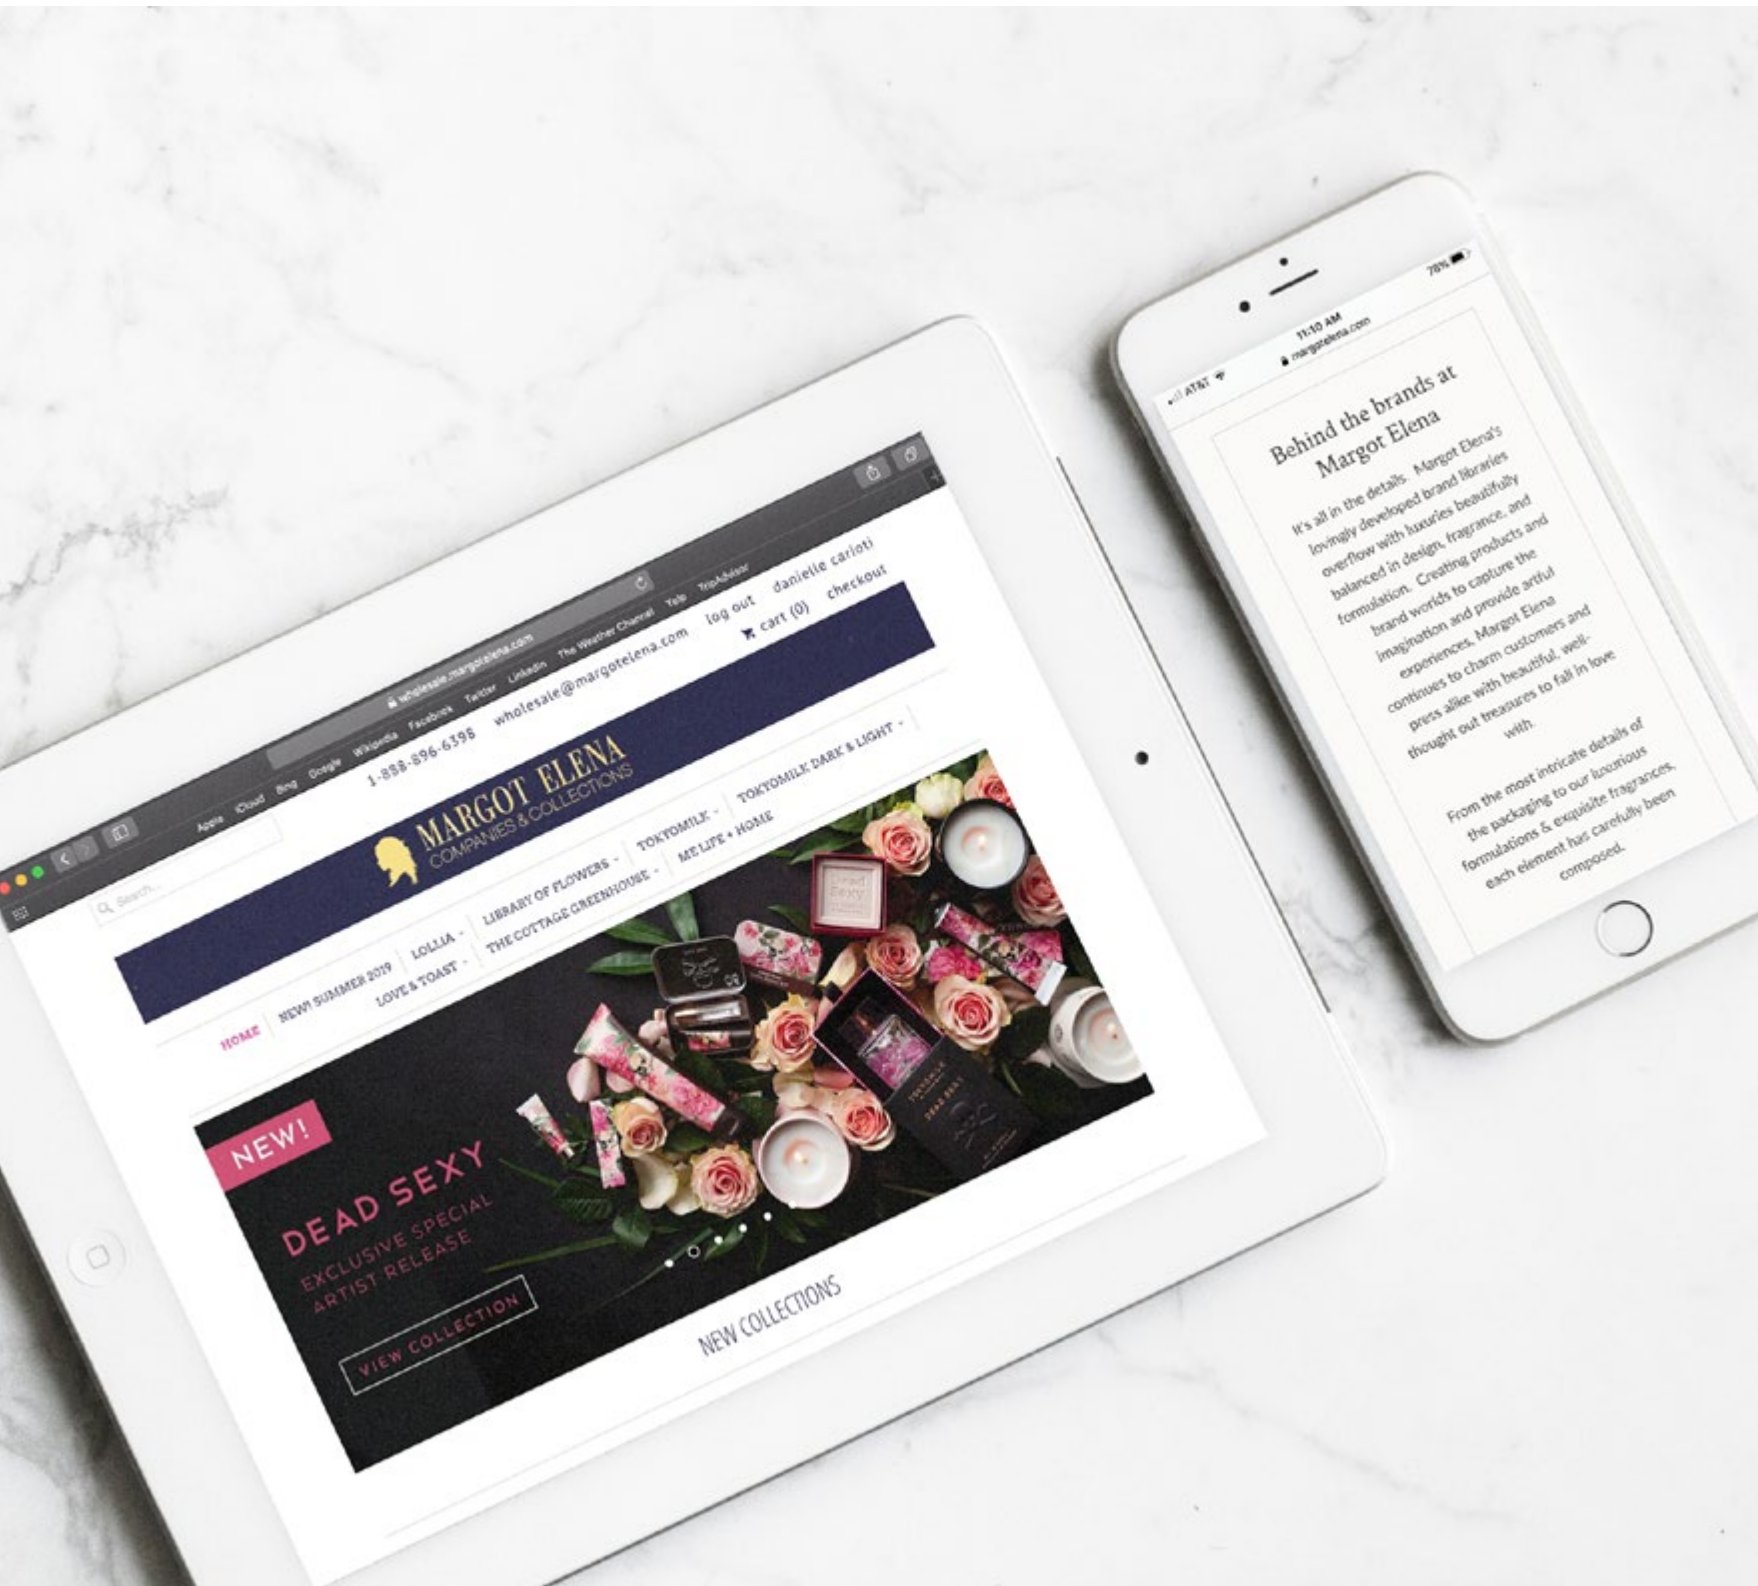 wholesale.margotelena.com
Apple iCloud Bing Google Wikipedia Facebook Twitter LinkedIn The Weather Channel Yelp TripAdvisor
1-888-896-6398 wholesale@margotelena.com log out danielle carioti
Search... cart (0) checkout
MARGOT ELENA
COMPANIES & COLLECTIONS
HOME NEW! SUMMER 2019 LOLLIA LIBRARY OF FLOWERS TOKYOMILK TOKYOMILK DARK & LIGHT
LOVE & TOAST THE COTTAGE GREENHOUSE ME LIFE + HOME
NEW!
DEAD SEXY
EXCLUSIVE SPECIAL
ARTIST RELEASE
VIEW COLLECTION
Dead
Sexy
TOKYOMILK
DEAD SEXY
NEW COLLECTIONS
AT&T 11:10 AM 78%
margotelena.com
Behind the brands at
Margot Elena
It's all in the details. Margot Elena's
lovingly developed brand libraries
overflow with luxuries beautifully
balanced in design, fragrance, and
formulation. Creating products and
brand worlds to capture the
imagination and provide artful
experiences, Margot Elena
continues to charm customers and
press alike with beautiful, well-
thought out treasures to fall in love
with.
From the most intricate details of
the packaging to our luxurious
formulations & exquisite fragrances,
each element has carefully been
composed.